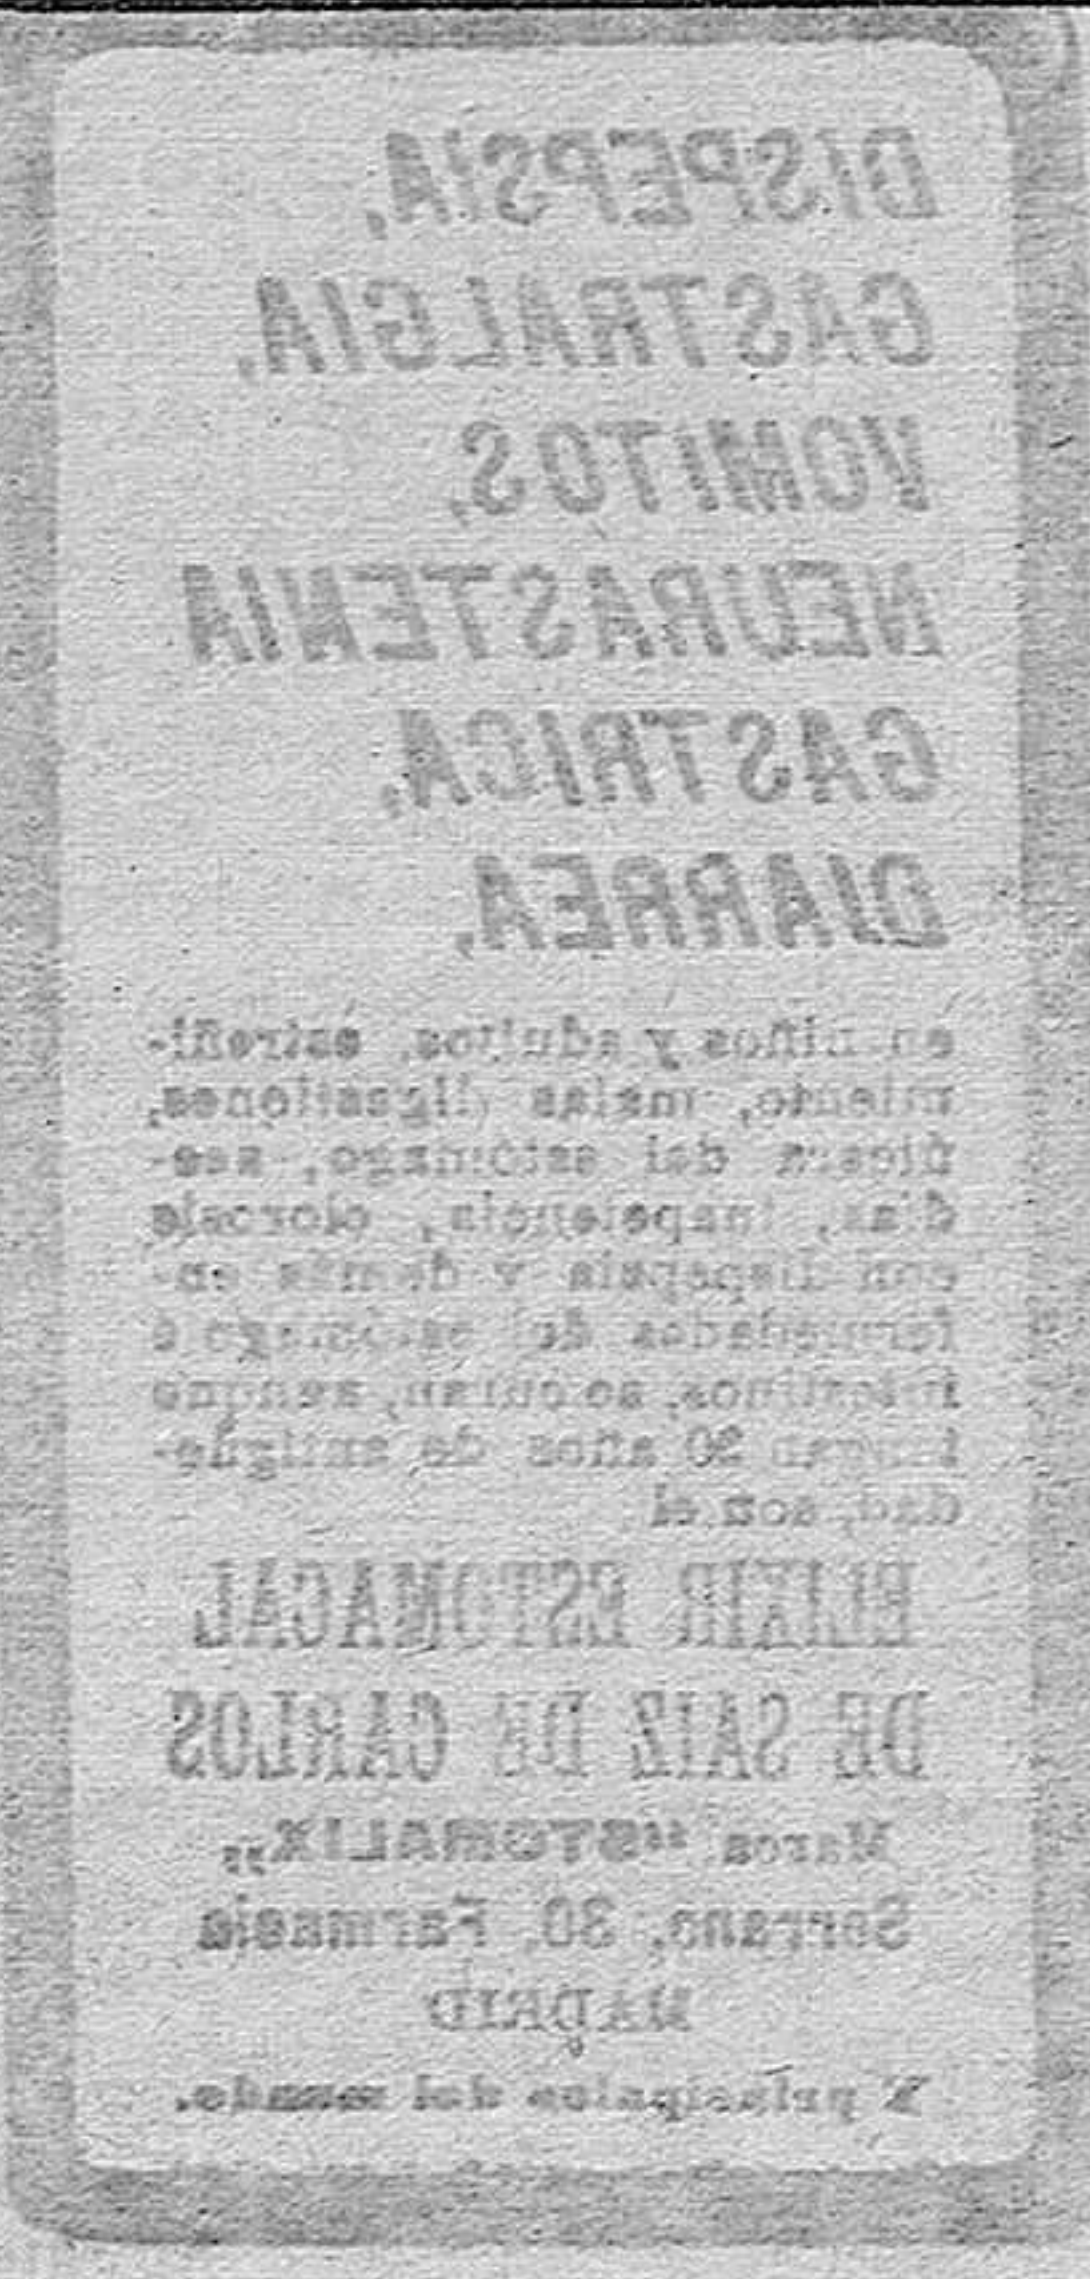 DISPEPSIA,
GASTRALGIA,
VOMITOS,
NEURASTENIA
GASTRICA,
DIARREA,
en niños y adultos, estreñi-
miento, malas digestiones,
úlcera del estómago, ace-
días, inapetencia, clorosis
con dispepsia y demás en-
fermedades del estómago é
intestinos, se curan, aunque
tengan 30 años de antigüe-
dad, con el
ELIXIR ESTOMACAL
DE SAIZ DE CARLOS
Marca “STOMALIX„
Serrano, 30, Farmacia
MADRID
Y principales del mundo.